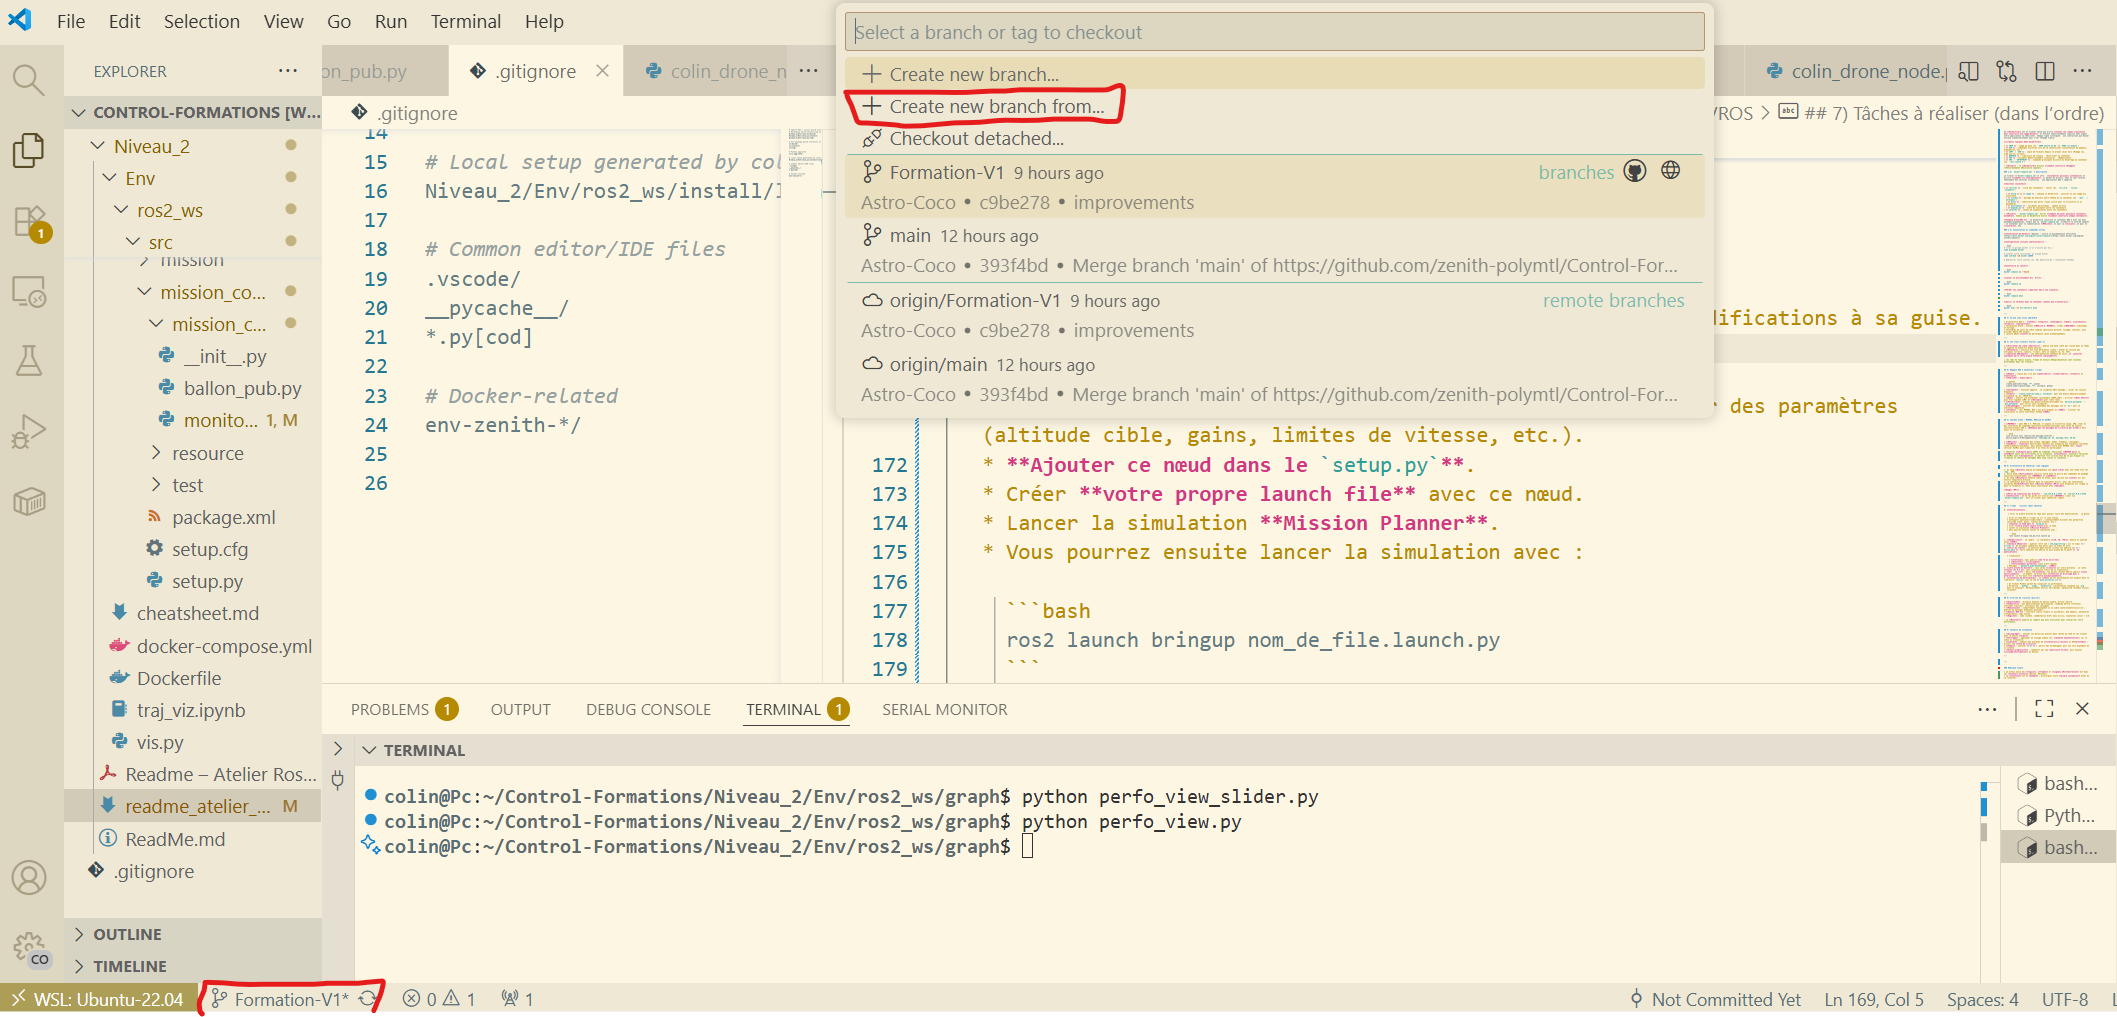 File Edit Selection View Go Run Terminal Help
Select a branch or tag to checkout
Create new branch...
Create new branch from...
Checkout detached...
Formation-V1 9 hours ago branches
Astro-Coco • c9be278 • improvements
main 12 hours ago
Astro-Coco • 393f4bd • Merge branch 'main' of https://github.com/zenith-polymtl/Control-For...
origin/Formation-V1 9 hours ago remote branches
Astro-Coco • c9be278 • improvements
origin/main 12 hours ago
Astro-Coco • 393f4bd • Merge branch 'main' of https://github.com/zenith-polymtl/Control-For...
EXPLORER
CONTROL-FORMATIONS [W...
Niveau_2
Env
ros2_ws
src
mission
mission_co...
mission_c...
__init__.py
ballon_pub.py
monito... 1, M
resource
test
package.xml
setup.cfg
setup.py
cheatsheet.md
docker-compose.yml
Dockerfile
traj_viz.ipynb
vis.py
Readme – Atelier Ros...
readme_atelier_... M
ReadMe.md
.gitignore
OUTLINE
TIMELINE
on_pub.py
.gitignore
colin_drone_n
colin_drone_node.
.gitignore
14
15 # Local setup generated by col
16 Niveau_2/Env/ros2_ws/install/
17
18 # Common editor/IDE files
19 .vscode/
20 __pycache__/
21 *.py[cod]
22
23 # Docker-related
24 env-zenith-*/
25
26
ROS > ## 7) Tâches à réaliser (dans l'ordre)
difications à sa guise.
des paramètres
(altitude cible, gains, limites de vitesse, etc.).
172 * **Ajouter ce nœud dans le `setup.py`**.
173 * Créer **votre propre launch file** avec ce nœud.
174 * Lancer la simulation **Mission Planner**.
175 * Vous pourrez ensuite lancer la simulation avec :
176
177 ```bash
178 ros2 launch bringup nom_de_file.launch.py
179 ```
PROBLEMS 1 OUTPUT DEBUG CONSOLE TERMINAL 1 SERIAL MONITOR
TERMINAL
colin@Pc:~/Control-Formations/Niveau_2/Env/ros2_ws/graph$ python perfo_view_slider.py
colin@Pc:~/Control-Formations/Niveau_2/Env/ros2_ws/graph$ python perfo_view.py
colin@Pc:~/Control-Formations/Niveau_2/Env/ros2_ws/graph$
bash...
Pyth...
bash...
1
CO
WSL: Ubuntu-22.04 Formation-V1* 0 1 1 Not Committed Yet Ln 169, Col 5 Spaces: 4 UTF-8